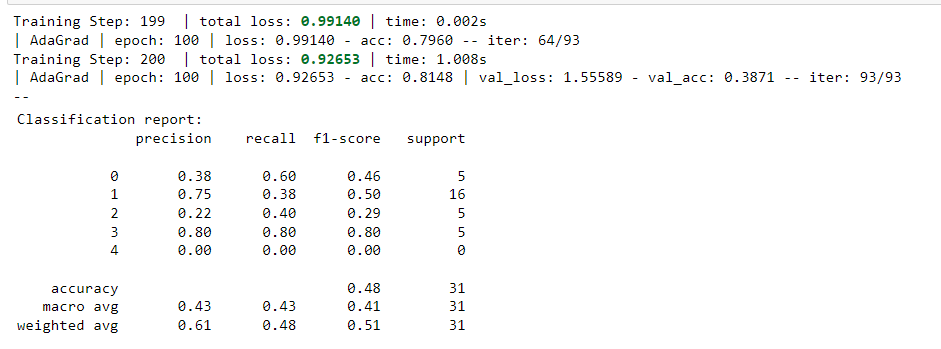 Training Step: 199  | total loss: 0.99140 | time: 0.002s
| AdaGrad | epoch: 100 | loss: 0.99140 - acc: 0.7960 -- iter: 64/93
Training Step: 200  | total loss: 0.92653 | time: 1.008s
| AdaGrad | epoch: 100 | loss: 0.92653 - acc: 0.8148 | val_loss: 1.55589 - val_acc: 0.3871 -- iter: 93/93
--
Classification report:
precision    recall  f1-score   support
0       0.38      0.60      0.46         5
1       0.75      0.38      0.50        16
2       0.22      0.40      0.29         5
3       0.80      0.80      0.80         5
4       0.00      0.00      0.00         0
accuracy                           0.48        31
macro avg       0.43      0.43      0.41        31
weighted avg       0.61      0.48      0.51        31